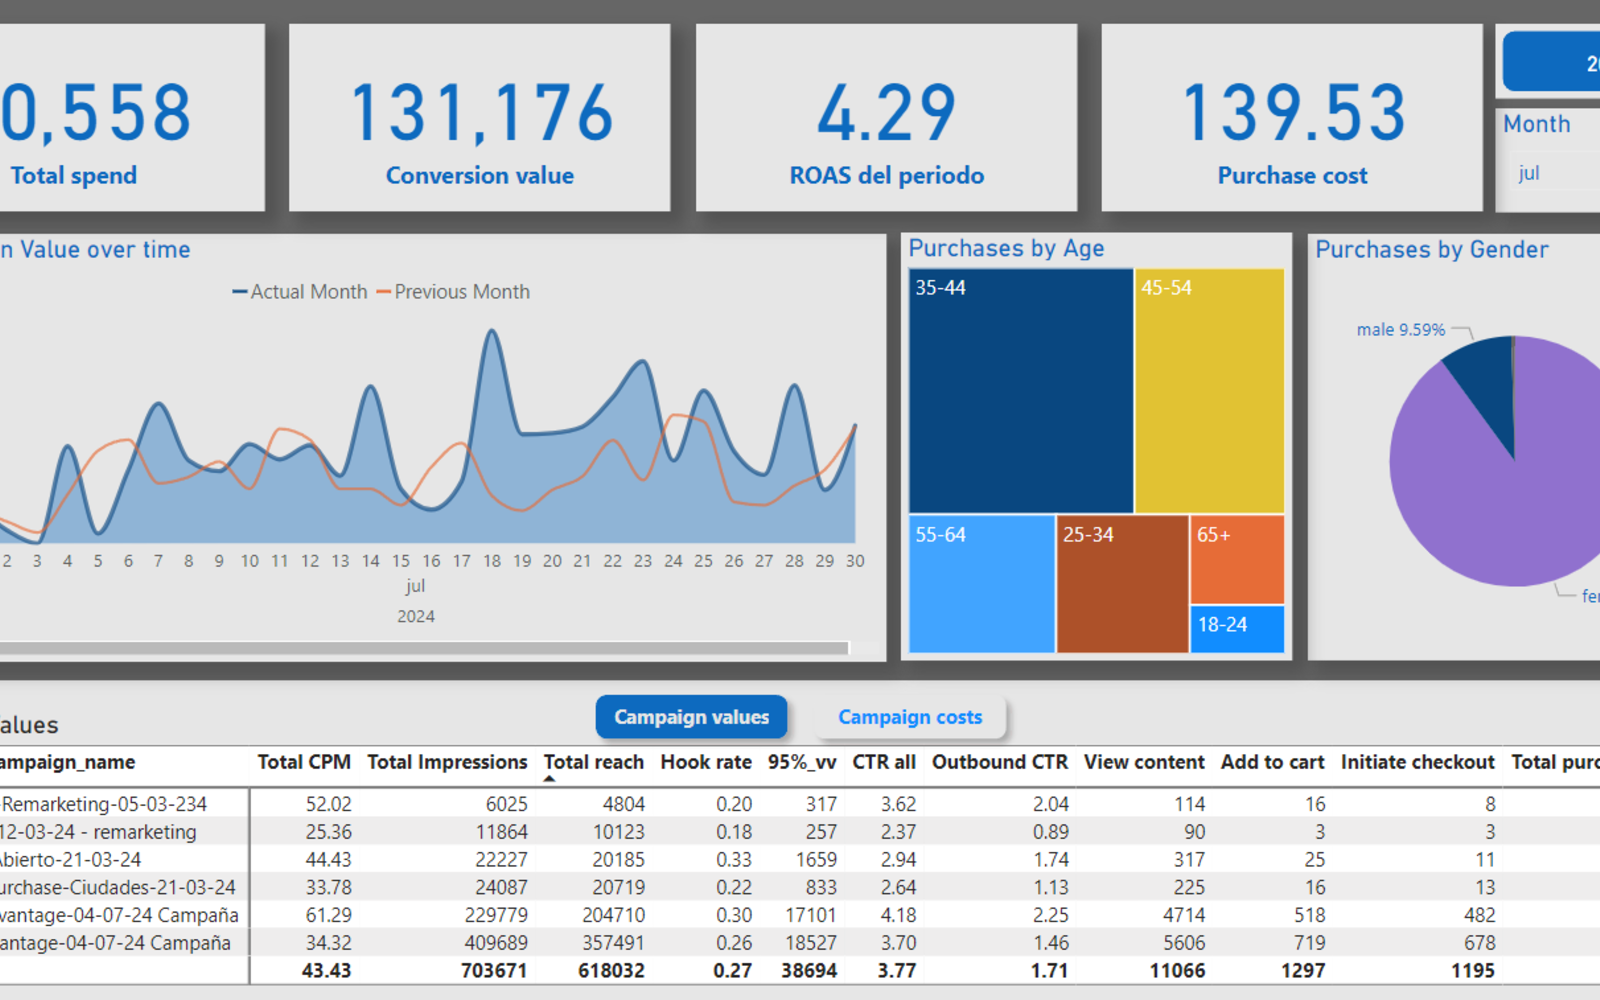 0,558
Total spend
131,176
Conversion value
4.29
ROAS del periodo
139.53
Purchase cost
Month
jul
n Value over time
Actual Month Previous Month
2 3 4 5 6 7 8 9 10 11 12 13 14 15 16 17 18 19 20 21 22 23 24 25 26 27 28 29 30
jul
2024
Purchases by Age
35-44
45-54
55-64
25-34
65+
18-24
Purchases by Gender
male 9.59%
alues
Campaign values
Campaign costs
ampaign_name Total CPM Total Impressions Total reach Hook rate 95%_vv CTR all Outbound CTR View content Add to cart Initiate checkout Total purc
-Remarketing-05-03-234 52.02 6025 4804 0.20 317 3.62 2.04 114 16 8
12-03-24 - remarketing 25.36 11864 10123 0.18 257 2.37 0.89 90 3 3
Abierto-21-03-24 44.43 22227 20185 0.33 1659 2.94 1.74 317 25 11
urchase-Ciudades-21-03-24 33.78 24087 20719 0.22 833 2.64 1.13 225 16 13
vantage-04-07-24 Campaña 61.29 229779 204710 0.30 17101 4.18 2.25 4714 518 482
antage-04-07-24 Campaña 34.32 409689 357491 0.26 18527 3.70 1.46 5606 719 678
43.43 703671 618032 0.27 38694 3.77 1.71 11066 1297 1195